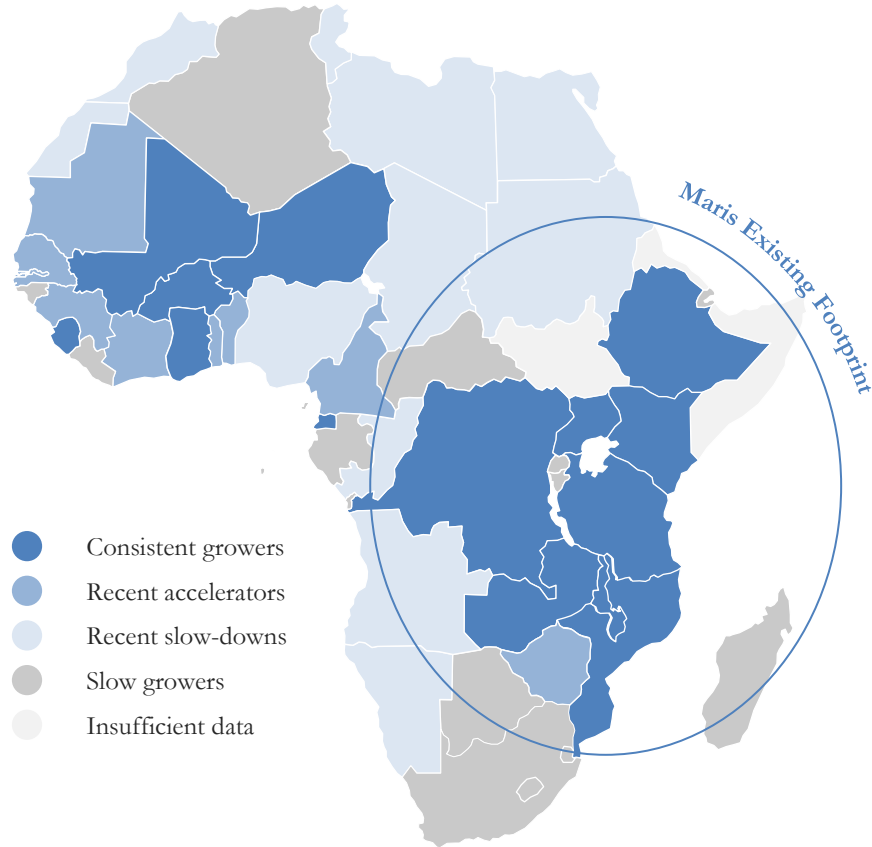 Maris Existing Footprint
Consistent growers
Recent accelerators
Recent slow-downs
Slow growers
Insufficient data